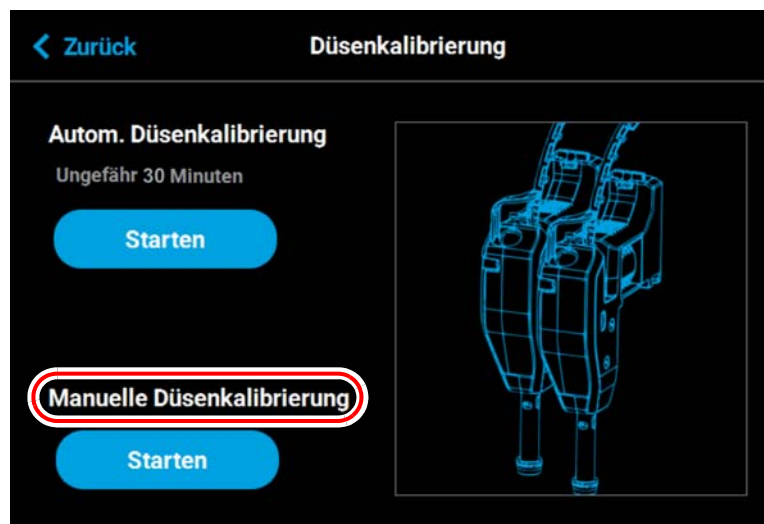 Zurück
Düsenkalibrierung
Autom. Düsenkalibrierung
Ungefähr 30 Minuten
Starten
Manuelle Düsenkalibrierung
Starten